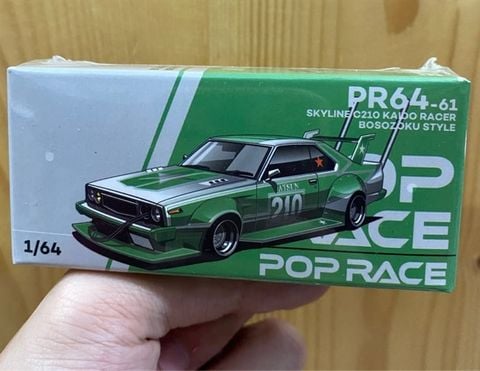 PR64-61
SKYLINE C210 KAIDO RACER
BOSOZOKU STYLE
POP
RACE
210
1/64
POP RACE